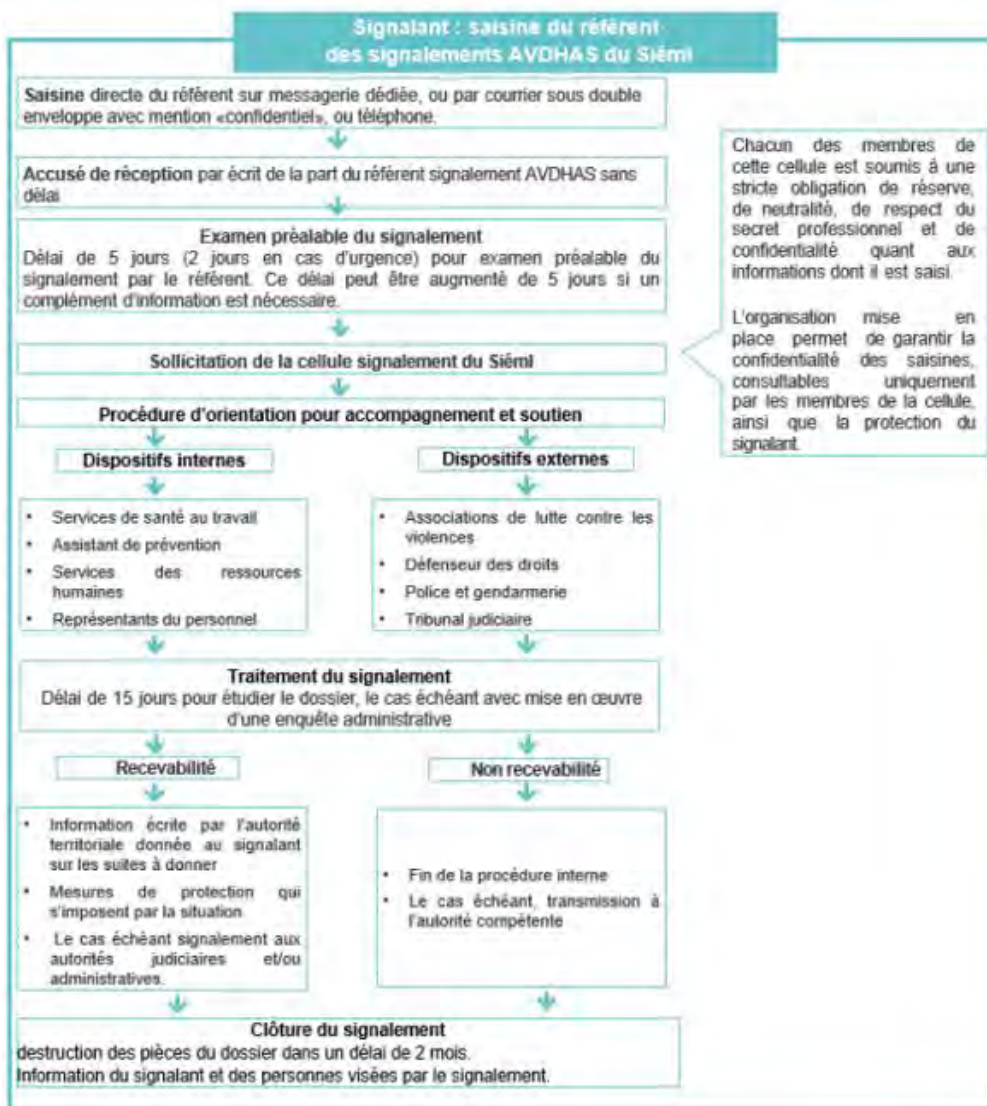 Signalant : saisine du référent
des signalements AVDHAS du Siéml
Saisine directe du référent sur messagerie dédiée, ou par courrier sous double
enveloppe avec mention «confidentiel», ou téléphone.
Accusé de réception par écrit de la part du référent signalement AVDHAS sans
délai
Examen préalable du signalement
Délai de 5 jours (2 jours en cas d'urgence) pour examen préalable du
signalement par le référent. Ce délai peut être augmenté de 5 jours si un
complément d'information est nécessaire.
Sollicitation de la cellule signalement du Siéml
Chacun des membres de
cette cellule est soumis à une
stricte obligation de réserve,
de neutralité, de respect du
secret professionnel et de
confidentialité quant aux
informations dont il est saisi.
L'organisation mise en
place permet de garantir la
confidentialité des saisines,
consultables uniquement
par les membres de la cellule,
ainsi que la protection du
signalant.
Procédure d'orientation pour accompagnement et soutien
Dispositifs internes
• Services de santé au travail
• Assistant de prévention
• Services des ressources
humaines
• Représentants du personnel
Dispositifs externes
• Associations de lutte contre les
violences
• Défenseur des droits
• Police et gendarmerie
• Tribunal judiciaire
Traitement du signalement
Délai de 15 jours pour étudier le dossier, le cas échéant avec mise en œuvre
d'une enquête administrative
Recevabilité
• Information écrite par l'autorité
territoriale donnée au signalant
sur les suites à donner
• Mesures de protection qui
s'imposent par la situation
• Le cas échéant signalement aux
autorités judiciaires et/ou
administratives.
Non recevabilité
• Fin de la procédure interne
• Le cas échéant, transmission à
l'autorité compétente
Clôture du signalement
destruction des pièces du dossier dans un délai de 2 mois.
Information du signalant et des personnes visées par le signalement.